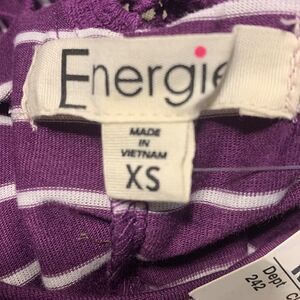 Energie
MADE IN
VIETNAM
XS
Dept
242